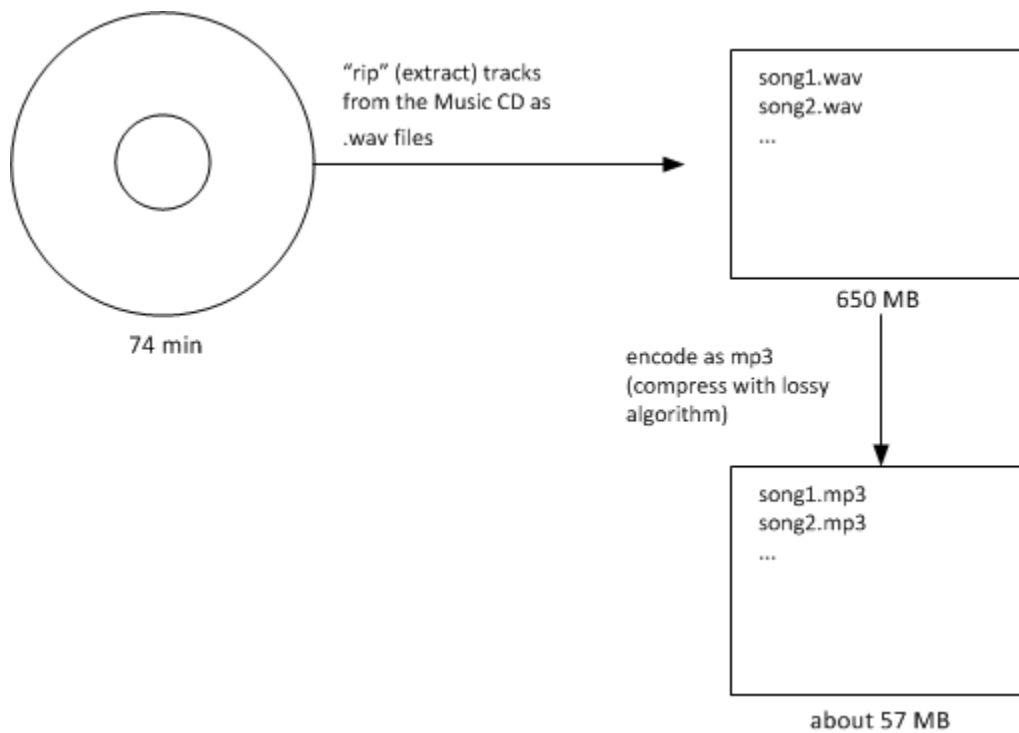 “rip” (extract) tracks
from the Music CD as
.wav files
song1.wav
song2.wav
...
650 MB
74 min
encode as mp3
(compress with lossy
algorithm)
song1.mp3
song2.mp3
...
about 57 MB